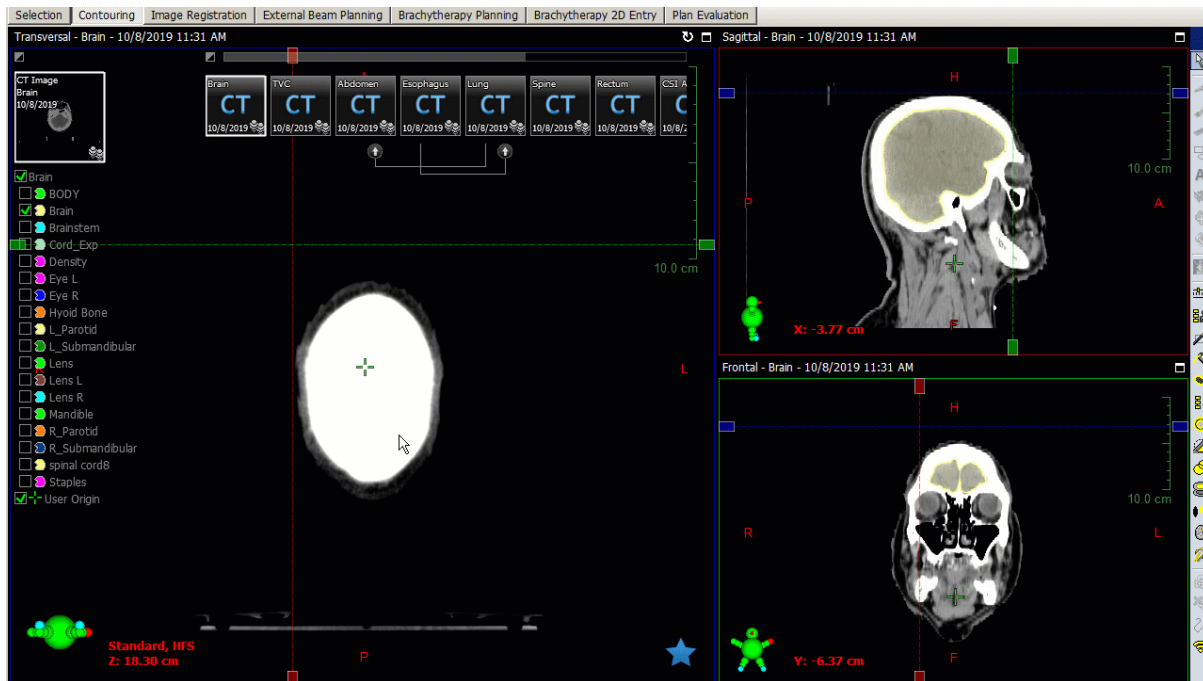 Selection Contouring Image Registration External Beam Planning Brachytherapy Planning Brachytherapy 2D Entry Plan Evaluation
Transversal - Brain - 10/8/2019 11:31 AM
CT Image
Brain
10/8/2019
Brain TVC Abdomen Esophagus Lung Spine Rectum CSI A
CT CT CT CT CT CT CT CT
10/8/2019 10/8/2019 10/8/2019 10/8/2019 10/8/2019 10/8/2019 10/8/2019 10/8/2
Brain
BODY
Brain
Brainstem
Cord_Exp
Density
Eye L
Eye R
Hyoid Bone
L_Parotid
L_Submandibular
Lens
Lens L
Lens R
Mandible
R_Parotid
R_Submandibular
spinal cord8
Staples
User Origin
10.0 cm
L
P
Standard, HFS
Z: 18.30 cm
Sagittal - Brain - 10/8/2019 11:31 AM
H
10.0 cm
P
A
F
X: -3.77 cm
Frontal - Brain - 10/8/2019 11:31 AM
H
10.0 cm
R
L
F
Y: -6.37 cm